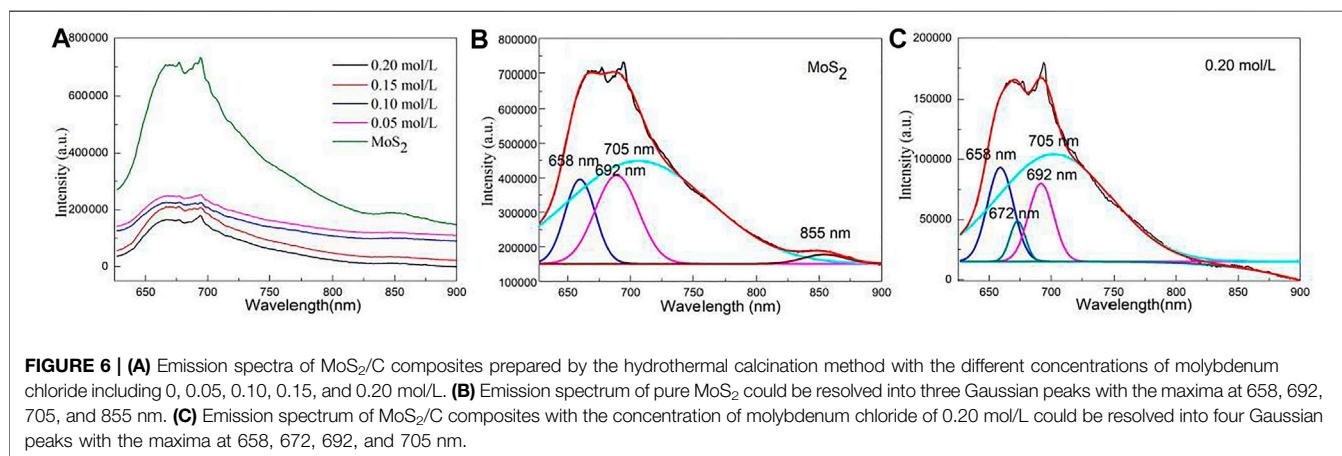 A
800000
600000
400000
200000
0
Intensity (a.u.)
650 700 750 800 850 900
Wavelength(nm)
0.20 mol/L
0.15 mol/L
0.10 mol/L
0.05 mol/L
MoS₂
B
800000
700000
600000
500000
400000
300000
200000
100000
Intensity (a.u.)
650 700 750 800 850 900
Wavelength (nm)
MoS₂
705 nm
658 nm
692 nm
855 nm
C
200000
150000
100000
50000
0
Intensity (a.u.)
650 700 750 800 850 900
Wavelength(nm)
0.20 mol/L
705 nm
658 nm
692 nm
672 nm
FIGURE 6 | (A) Emission spectra of MoS₂/C composites prepared by the hydrothermal calcination method with the different concentrations of molybdenum
chloride including 0, 0.05, 0.10, 0.15, and 0.20 mol/L. (B) Emission spectrum of pure MoS₂ could be resolved into three Gaussian peaks with the maxima at 658, 692,
705, and 855 nm. (C) Emission spectrum of MoS₂/C composites with the concentration of molybdenum chloride of 0.20 mol/L could be resolved into four Gaussian
peaks with the maxima at 658, 672, 692, and 705 nm.